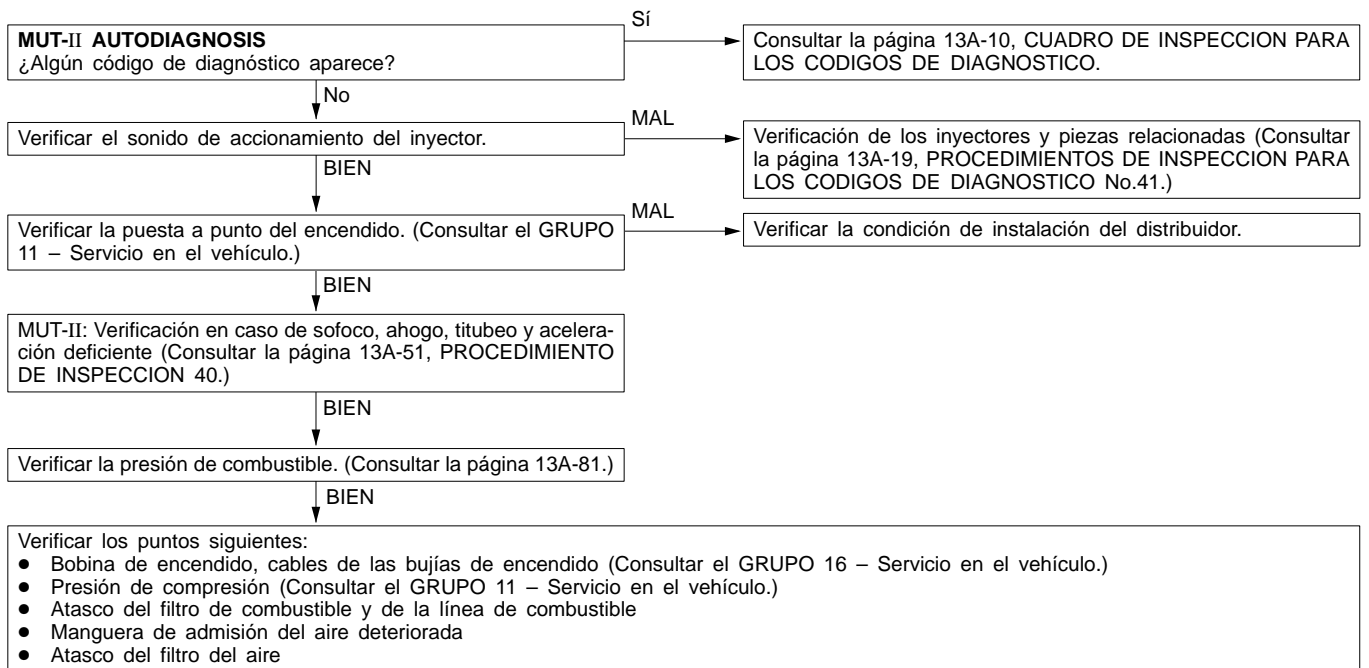 MUT-II AUTODIAGNOSIS
¿Algún código de diagnóstico aparece?
Sí
Consultar la página 13A-10, CUADRO DE INSPECCION PARA
LOS CODIGOS DE DIAGNOSTICO.
No
Verificar el sonido de accionamiento del inyector.
MAL
Verificación de los inyectores y piezas relacionadas (Consultar
la página 13A-19, PROCEDIMIENTOS DE INSPECCION PARA
LOS CODIGOS DE DIAGNOSTICO No.41.)
BIEN
Verificar la puesta a punto del encendido. (Consultar el GRUPO
11 – Servicio en el vehículo.)
MAL
Verificar la condición de instalación del distribuidor.
BIEN
MUT-II: Verificación en caso de sofoco, ahogo, titubeo y acelera-
ción deficiente (Consultar la página 13A-51, PROCEDIMIENTO
DE INSPECCION 40.)
BIEN
Verificar la presión de combustible. (Consultar la página 13A-81.)
BIEN
Verificar los puntos siguientes:
● Bobina de encendido, cables de las bujías de encendido (Consultar el GRUPO 16 – Servicio en el vehículo.)
● Presión de compresión (Consultar el GRUPO 11 – Servicio en el vehículo.)
● Atasco del filtro de combustible y de la línea de combustible
● Manguera de admisión del aire deteriorada
● Atasco del filtro del aire